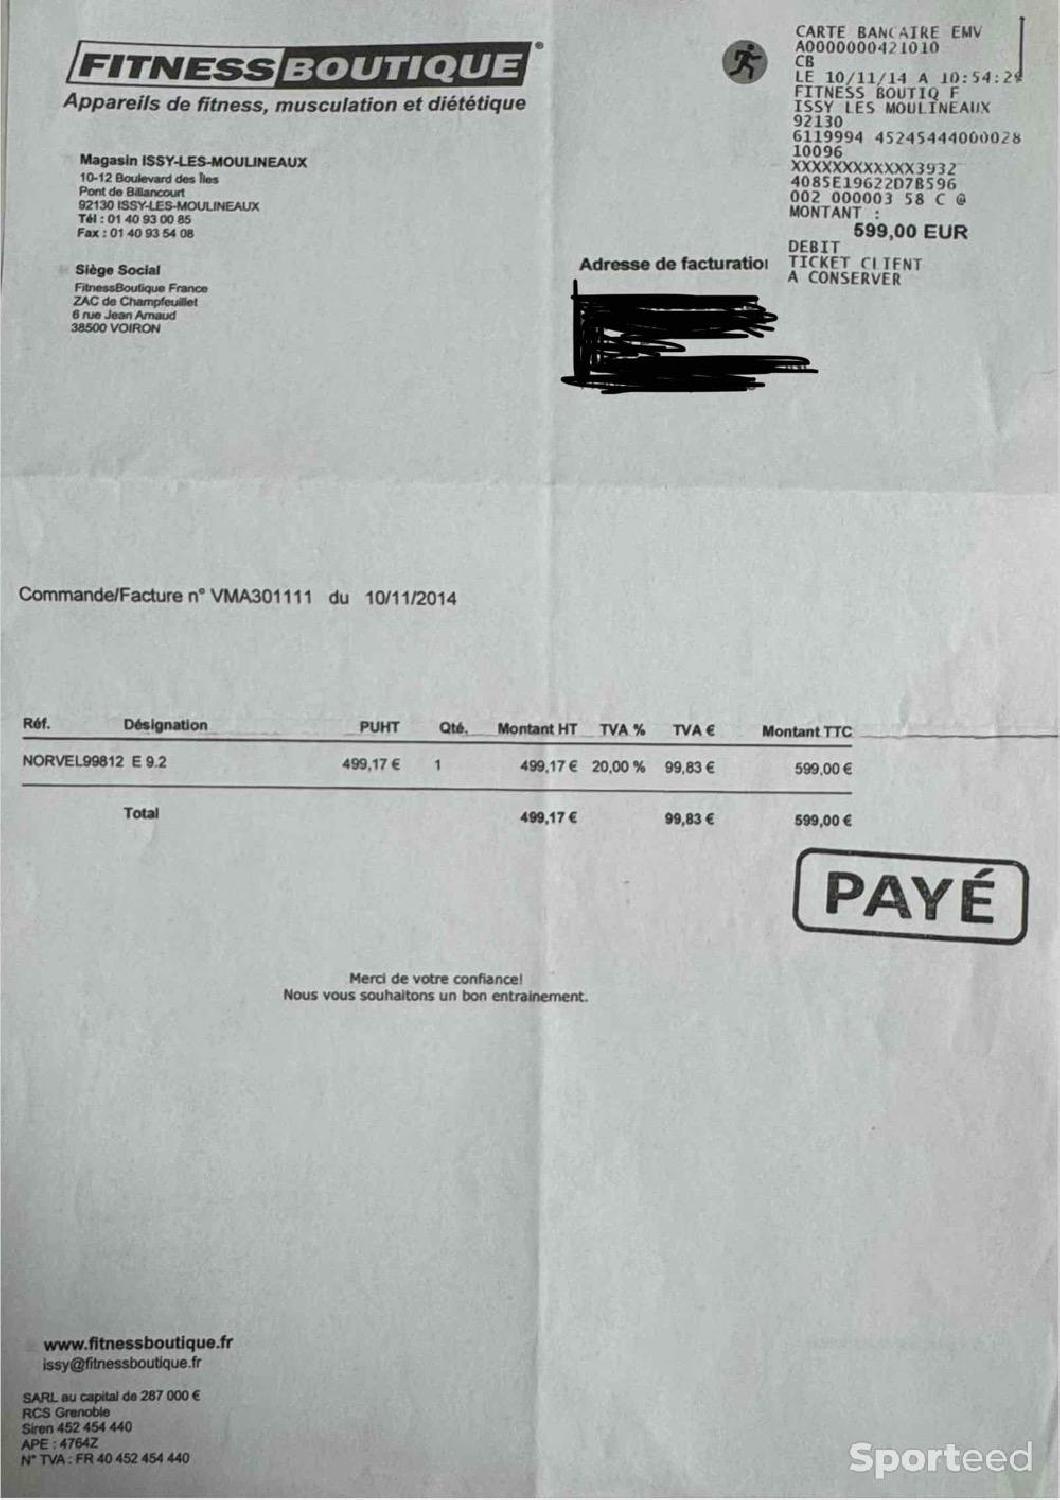 FITNESSBOUTIQUE®
Appareils de fitness, musculation et diététique
Magasin ISSY-LES-MOULINEAUX
10-12 Boulevard des Îles
Pont de Billancourt
92130 ISSY-LES-MOULINEAUX
Tél : 01 40 93 00 85
Fax : 01 40 93 54 08
Siège Social
FitnessBoutique France
ZAC de Champfeuillet
6 rue Jean Arnaud
38500 VOIRON
CARTE BANCAIRE EMV
A0000000421010
CB
LE 10/11/14 A 10:54:29
FITNESS BOUTIQ F
ISSY LES MOULINEAUX
92130
6119994 45245444000028
10096
XXXXXXXXXXXX3932
4085E19622D7B596
002 000003 58 C @
MONTANT :
599,00 EUR
DEBIT
TICKET CLIENT
A CONSERVER
Adresse de facturation
Commande/Facture n° VMA301111 du 10/11/2014
Réf. Désignation PUHT Qté. Montant HT TVA % TVA € Montant TTC
NORVEL99812 E 9.2 499,17 € 1 499,17 € 20,00 % 99,83 € 599,00 €
Total 499,17 € 99,83 € 599,00 €
PAYÉ
Merci de votre confiance!
Nous vous souhaitons un bon entrainement.
www.fitnessboutique.fr
issy@fitnessboutique.fr
SARL au capital de 287 000 €
RCS Grenoble
Siren 452 454 440
APE : 4764Z
N° TVA : FR 40 452 454 440
Sporteed